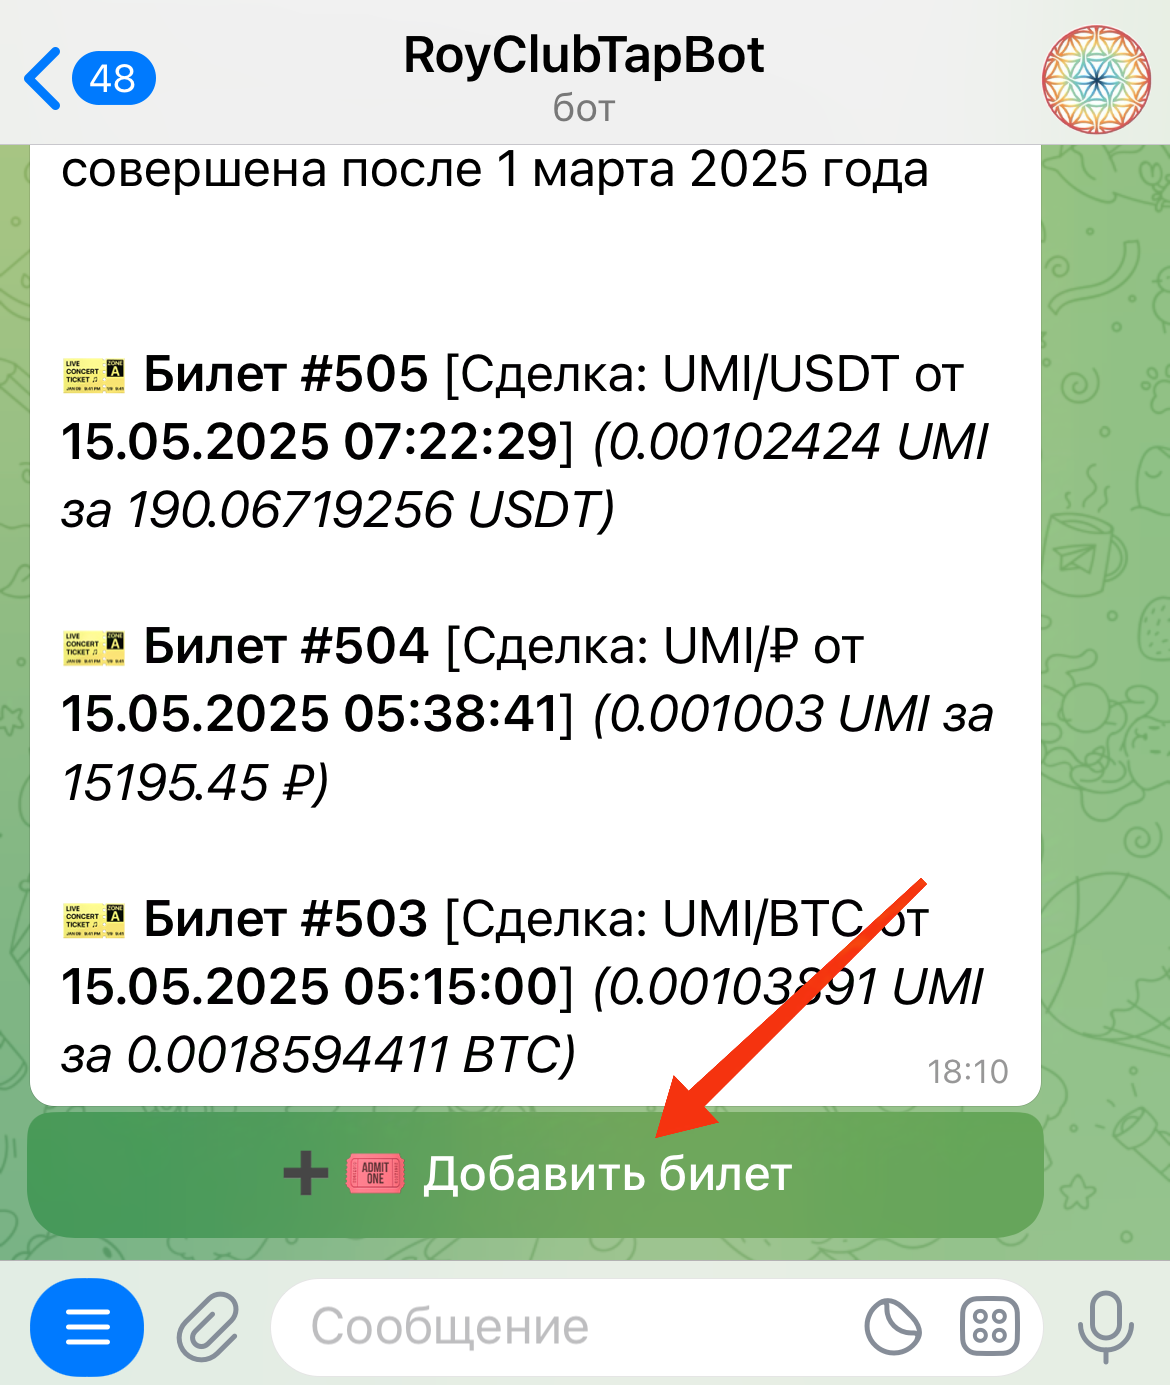 48
RoyClubTapBot
бот
совершена после 1 марта 2025 года
Билет #505 [Сделка: UMI/USDT от
15.05.2025 07:22:29] (0.00102424 UMI
за 190.06719256 USDT)
Билет #504 [Сделка: UMI/₽ от
15.05.2025 05:38:41] (0.001003 UMI за
15195.45 ₽)
Билет #503 [Сделка: UMI/BTC от
15.05.2025 05:15:00] (0.00103891 UMI
за 0.0018594411 BTC)
18:10
ADMIT
ONE
Добавить билет
Сообщение